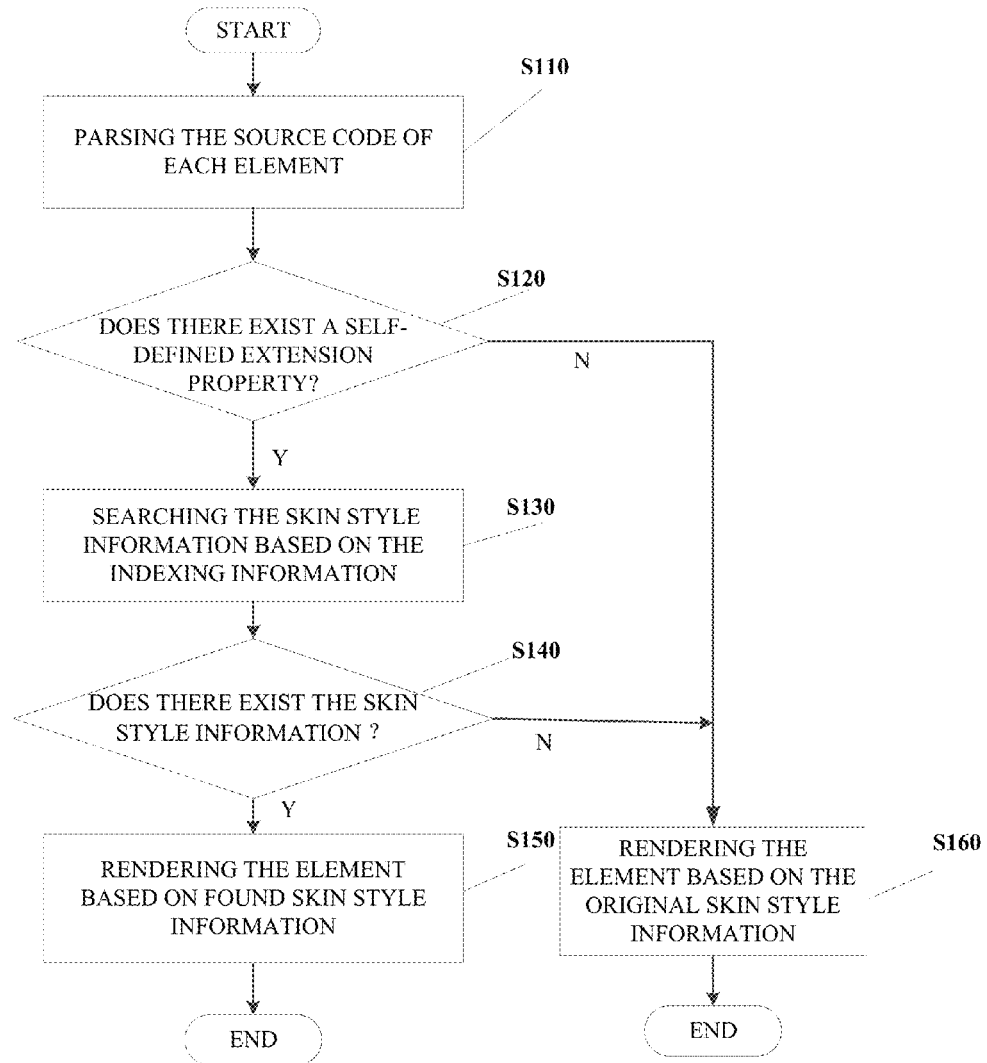 START
S110
PARSING THE SOURCE CODE OF
EACH ELEMENT
S120
DOES THERE EXIST A SELF-
DEFINED EXTENSION
PROPERTY?
N
Y
S130
SEARCHING THE SKIN STYLE
INFORMATION BASED ON THE
INDEXING INFORMATION
S140
DOES THERE EXIST THE SKIN
STYLE INFORMATION ?
N
Y
S150
RENDERING THE ELEMENT
BASED ON FOUND SKIN STYLE
INFORMATION
S160
RENDERING THE
ELEMENT BASED ON THE
ORIGINAL SKIN STYLE
INFORMATION
END
END